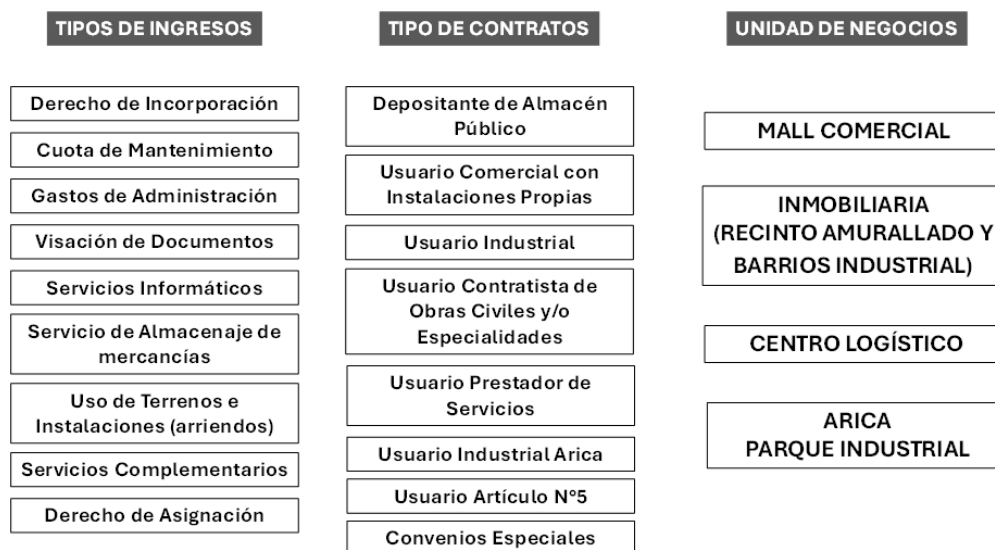 TIPOS DE INGRESOS
Derecho de Incorporación
Cuota de Mantenimiento
Gastos de Administración
Visación de Documentos
Servicios Informáticos
Servicio de Almacenaje de
mercancías
Uso de Terrenos e
Instalaciones (arriendos)
Servicios Complementarios
Derecho de Asignación
TIPO DE CONTRATOS
Depositante de Almacén
Público
Usuario Comercial con
Instalaciones Propias
Usuario Industrial
Usuario Contratista de
Obras Civiles y/o
Especialidades
Usuario Prestador de
Servicios
Usuario Industrial Arica
Usuario Artículo N°5
Convenios Especiales
UNIDAD DE NEGOCIOS
MALL COMERCIAL
INMOBILIARIA
(RECINTO AMURALLADO Y
BARRIOS INDUSTRIAL)
CENTRO LOGÍSTICO
ARICA
PARQUE INDUSTRIAL